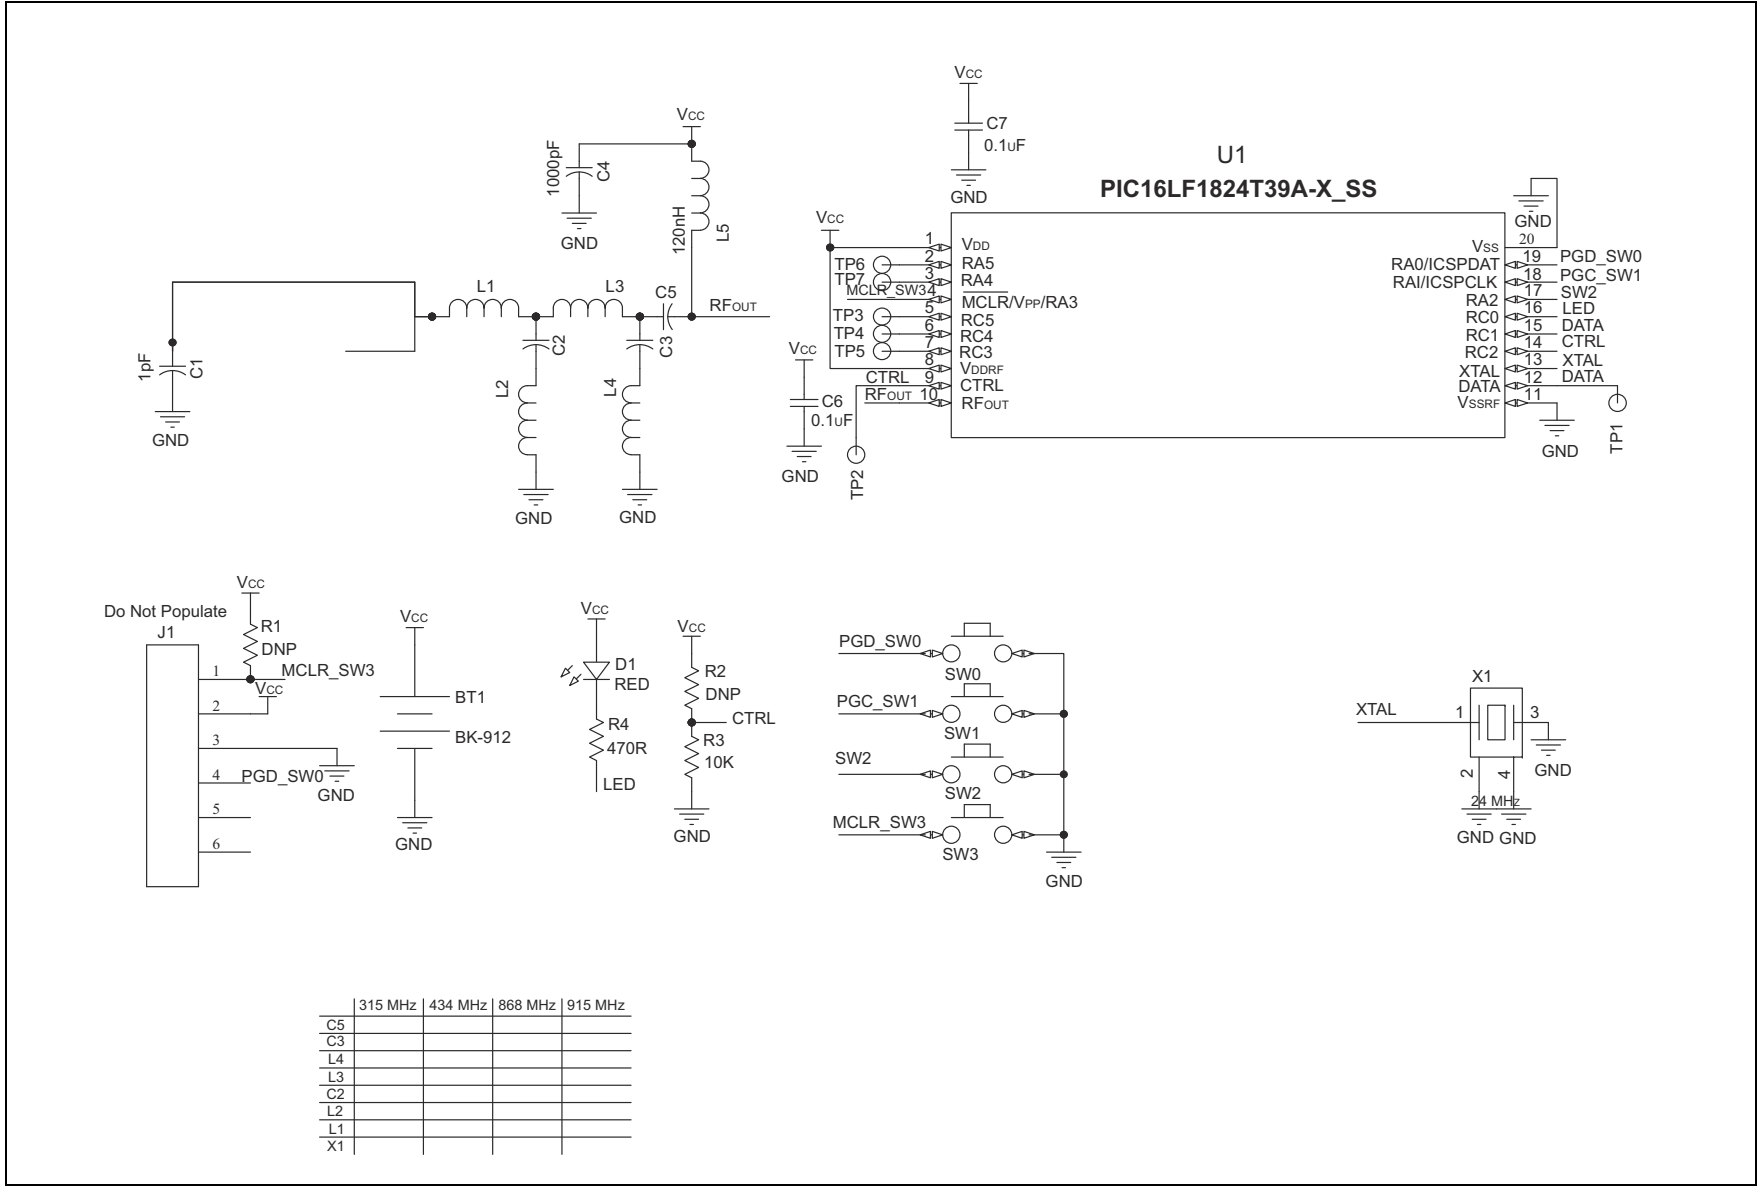 VCC
C7
0.1uF
GND
U1
PIC16LF1824T39A-X_SS
VCC
1000pF
C4
GND
120nH
L5
L1
L3
C5
RFOUT
C2
C3
L2
L4
GND
GND
1pF
C1
GND
VCC
TP6
TP7
MCLR_SW3
TP3
TP4
TP5
CTRL
RFOUT
1
2
3
4
5
6
7
8
9
10
VDD
RA5
RA4
MCLR/VPP/RA3
RC5
RC4
RC3
VDDRF
CTRL
RFOUT
VCC
C6
0.1uF
GND
TP2
GND
VSS
RA0/ICSPDAT
RAI/ICSPCLK
RA2
RC0
RC1
RC2
XTAL
DATA
VSSRF
20
19 PGD_SW0
18 PGC_SW1
17 SW2
16 LED
15 DATA
14 CTRL
13 XTAL
12 DATA
11
GND
TP1
Do Not Populate
J1
VCC
R1
DNP
1 MCLR_SW3
VCC
2
3
4 PGD_SW0
GND
5
6
VCC
BT1
BK-912
GND
VCC
D1
RED
R4
470R
LED
VCC
R2
DNP
CTRL
R3
10K
GND
PGD_SW0
SW0
PGC_SW1
SW1
SW2
SW2
MCLR_SW3
SW3
GND
X1
XTAL
1
3
GND
2
4
24 MHz
GND GND
315 MHz 434 MHz 868 MHz 915 MHz
C5
C3
L4
L3
C2
L2
L1
X1